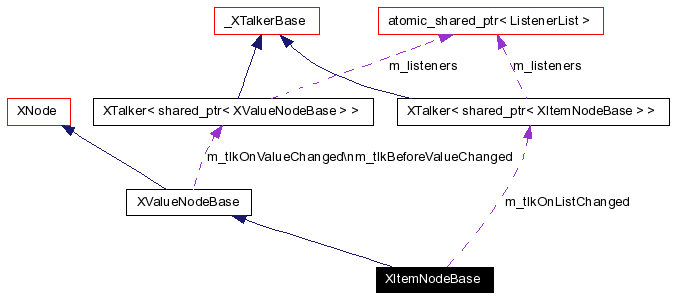 _XTalkerBase
atomic_shared_ptr< ListenerList >
m_listeners
m_listeners
XNode
XTalker< shared_ptr< XValueNodeBase > >
XTalker< shared_ptr< XItemNodeBase > >
m_tlkOnValueChanged\nm_tlkBeforeValueChanged
XValueNodeBase
m_tlkOnListChanged
XItemNodeBase